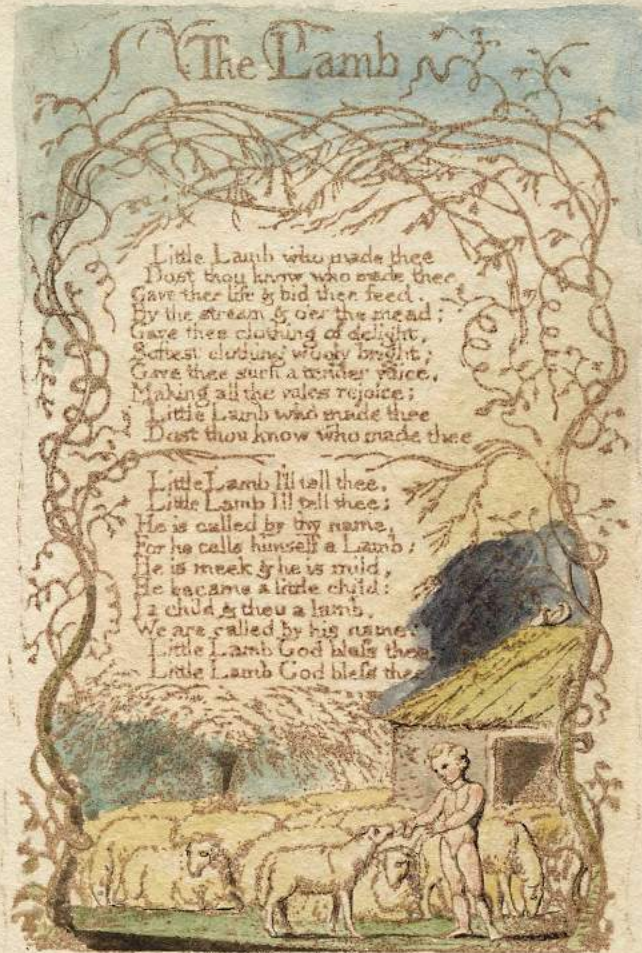 The Lamb
Little Lamb who made thee
Dost thou know who made thee
Gave thee life & bid thee feed.
By the stream & o'er the mead;
Gave thee clothing of delight,
Softest clothing wooly bright;
Gave thee such a tender voice,
Making all the vales rejoice;
Little Lamb who made thee
Dost thou know who made thee
Little Lamb I'll tell thee,
Little Lamb I'll tell thee;
He is called by thy name,
For he calls himself a Lamb:
He is meek & he is mild,
He became a little child:
I a child & thou a lamb,
We are called by his name.
Little Lamb God bless thee
Little Lamb God bless thee